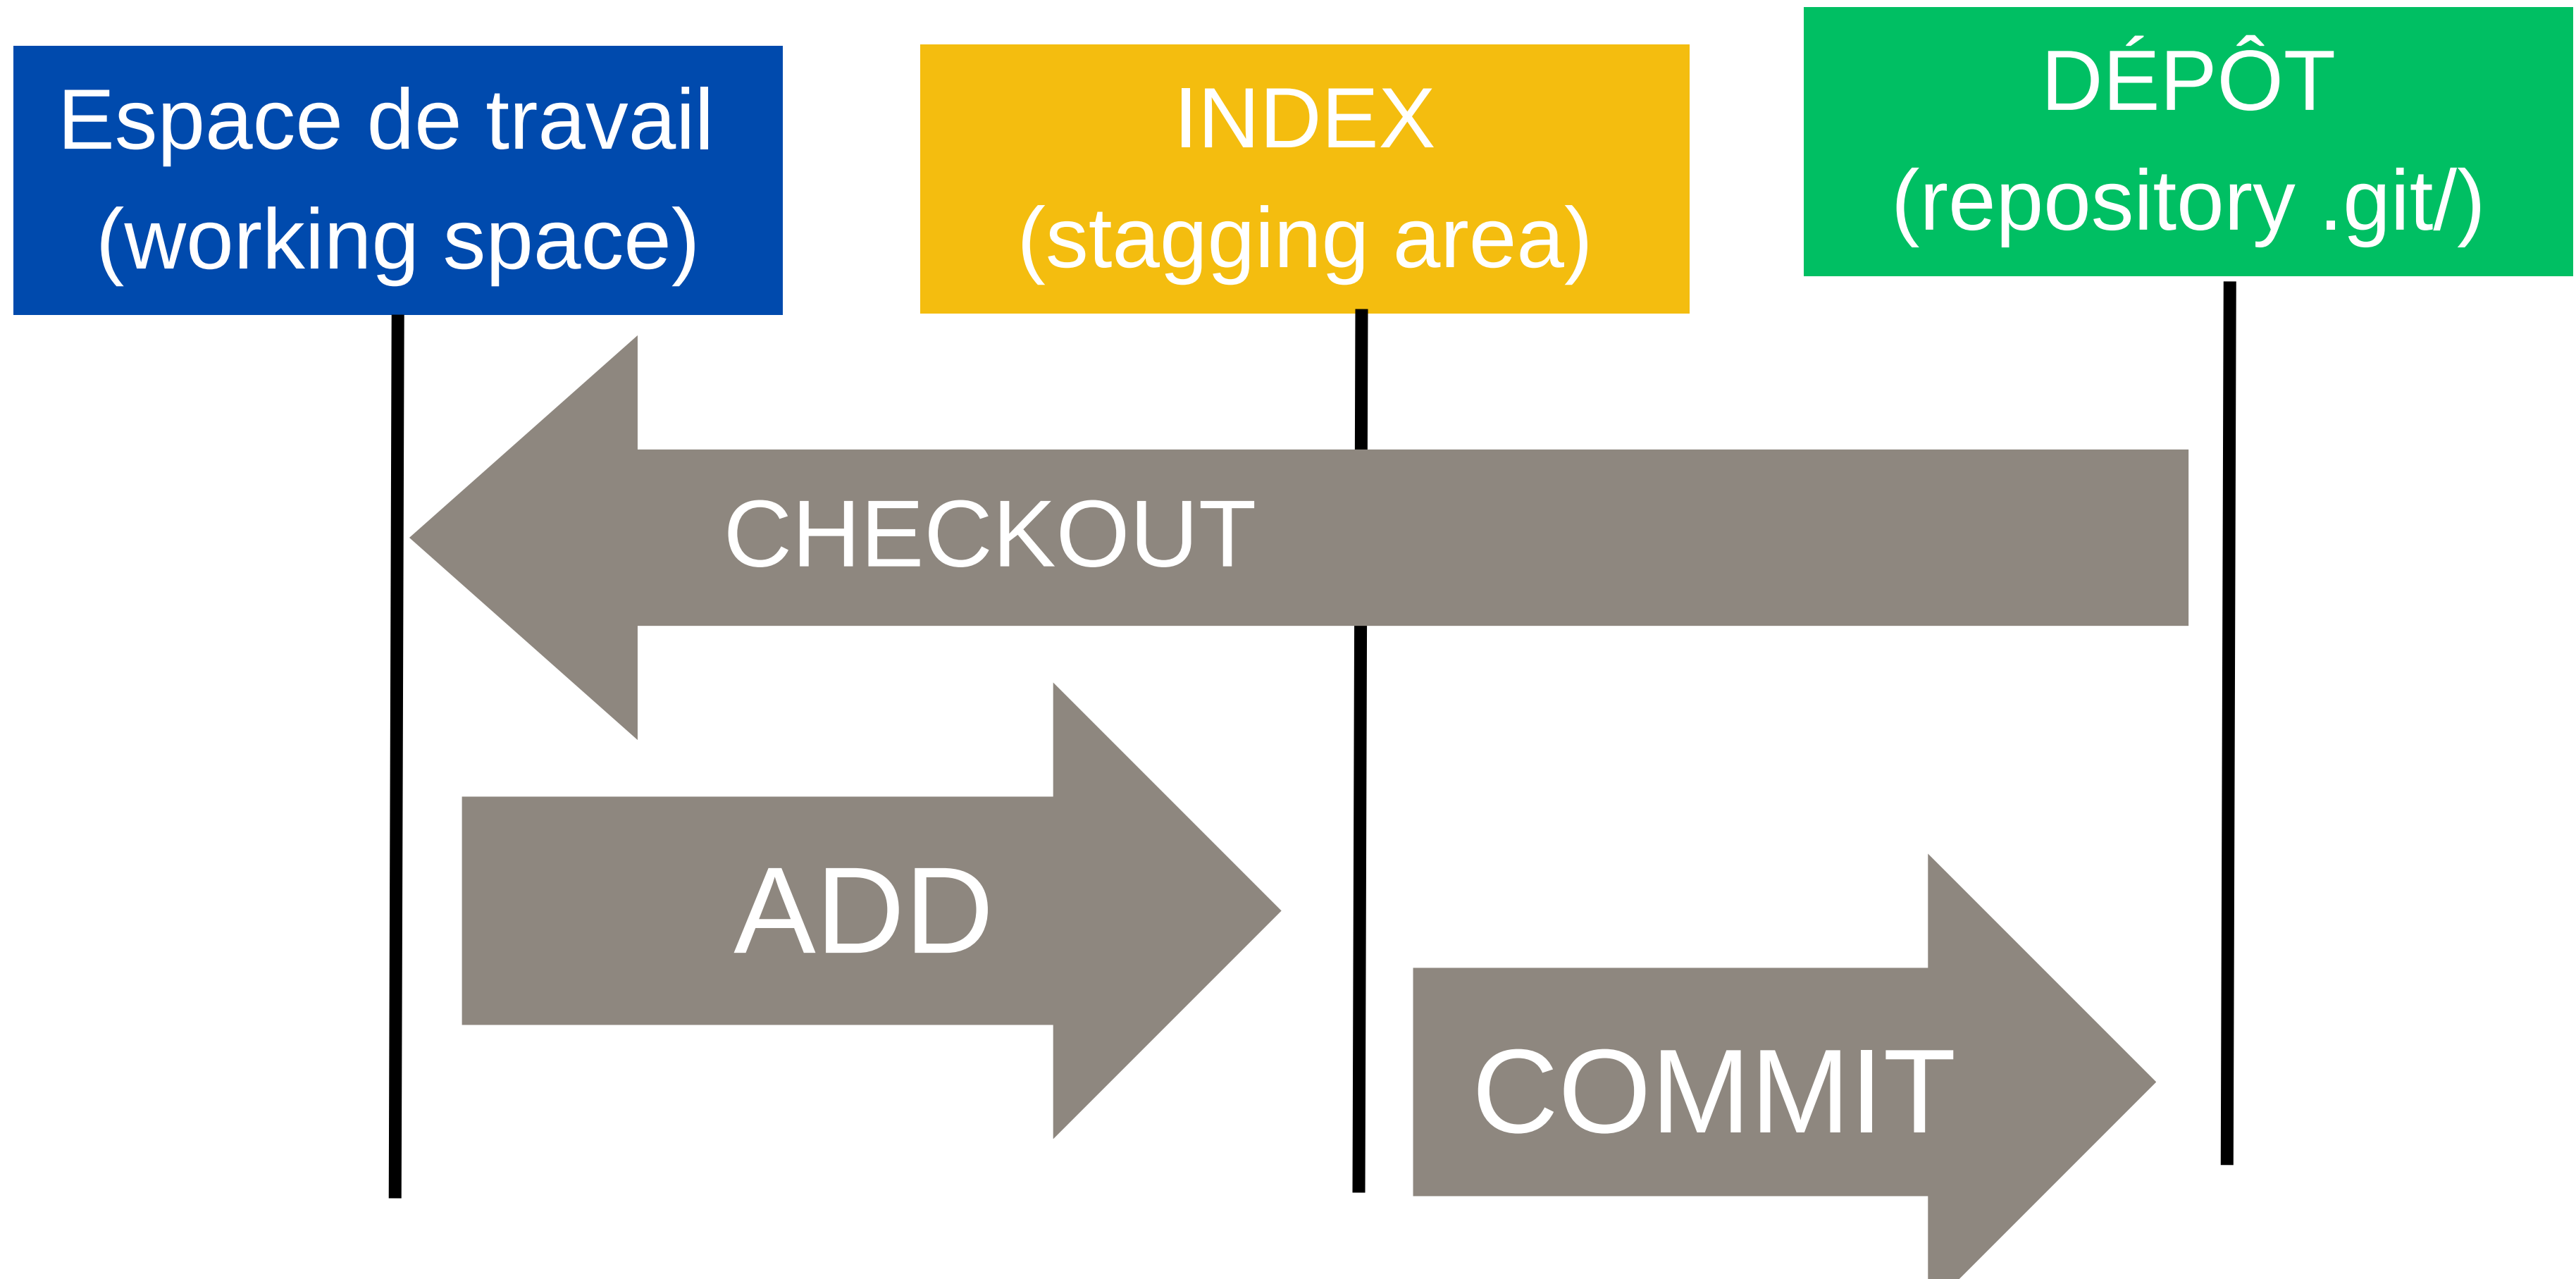 Espace de travail
(working space)
INDEX
(stagging area)
DÉPÔT
(repository .git/)
CHECKOUT
ADD
COMMIT